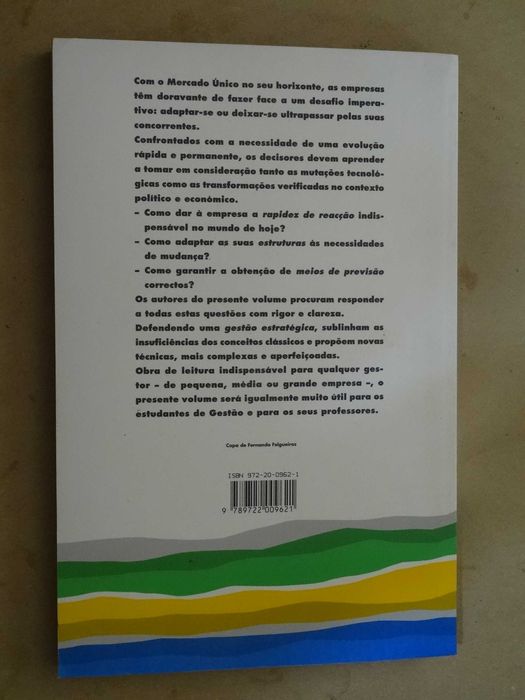 Com o Mercado Único no seu horizonte, as empresas
têm doravante de fazer face a um desafio impera-
tivo: adaptar-se ou deixar-se ultrapassar pelas suas
concorrentes.
Confrontados com a necessidade de uma evolução
rápida e permanente, os decisores devem aprender
a tomar em consideração tanto as mutações tecnoló-
gicas como as transformações verificadas no contexto
político e económico.
– Como dar à empresa a rapidez de reacção indis-
pensável no mundo de hoje?
– Como adaptar as suas estruturas às necessidades
de mudança?
– Como garantir a obtenção de meios de previsão
correctos?
Os autores do presente volume procuram responder
a todas estas questões com rigor e clareza.
Defendendo uma gestão estratégica, sublinham as
insuficiências dos conceitos clássicos e propõem novas
técnicas, mais complexas e aperfeiçoadas.
Obra de leitura indispensável para qualquer ges-
tor – de pequena, média ou grande empresa –, o
presente volume será igualmente muito útil para os
estudantes de Gestão e para os seus professores.
Capa de Fernando Felgueiras
ISBN 972-20-0962-1
9 789722 009621